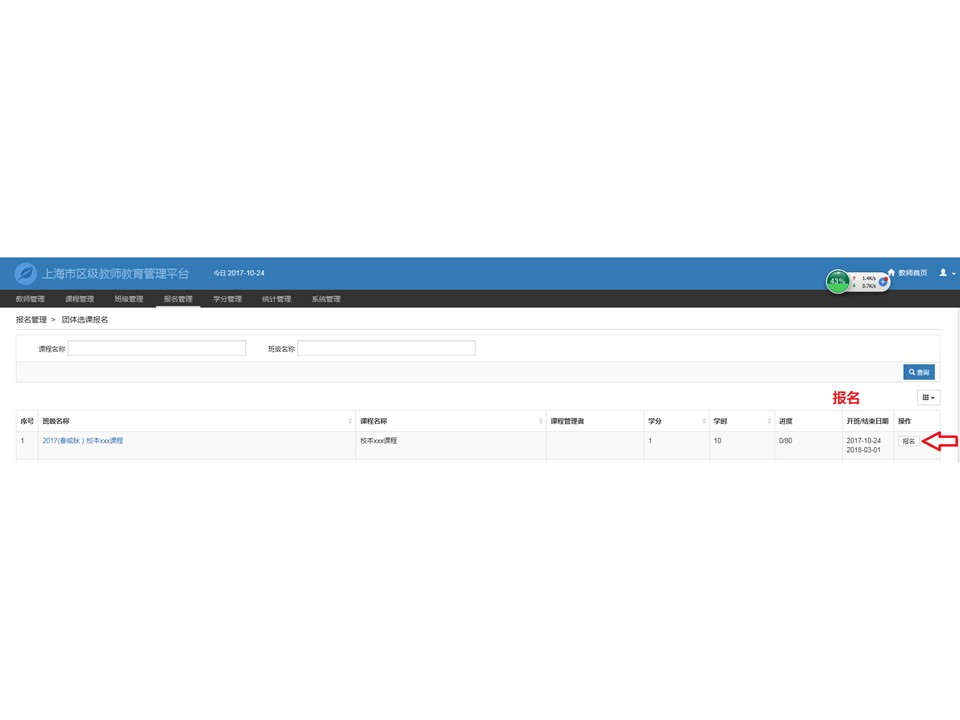 上海市区级教师教育管理平台 今日 2017-10-24
43% 1.4K/s 0.7K/s 教师首页
教师管理 课程管理 班级管理 报名管理 学分管理 统计管理 系统管理
报名管理 > 团体选课报名
课程名称 班级名称
查询
报名
序号 班级名称 课程名称 课程管理者 学分 学时 进度 开班/结束日期 操作
1 2017(春或秋）校本xxx课程 校本xxx课程 1 10 0/80 2017-10-24 报名
2018-03-01